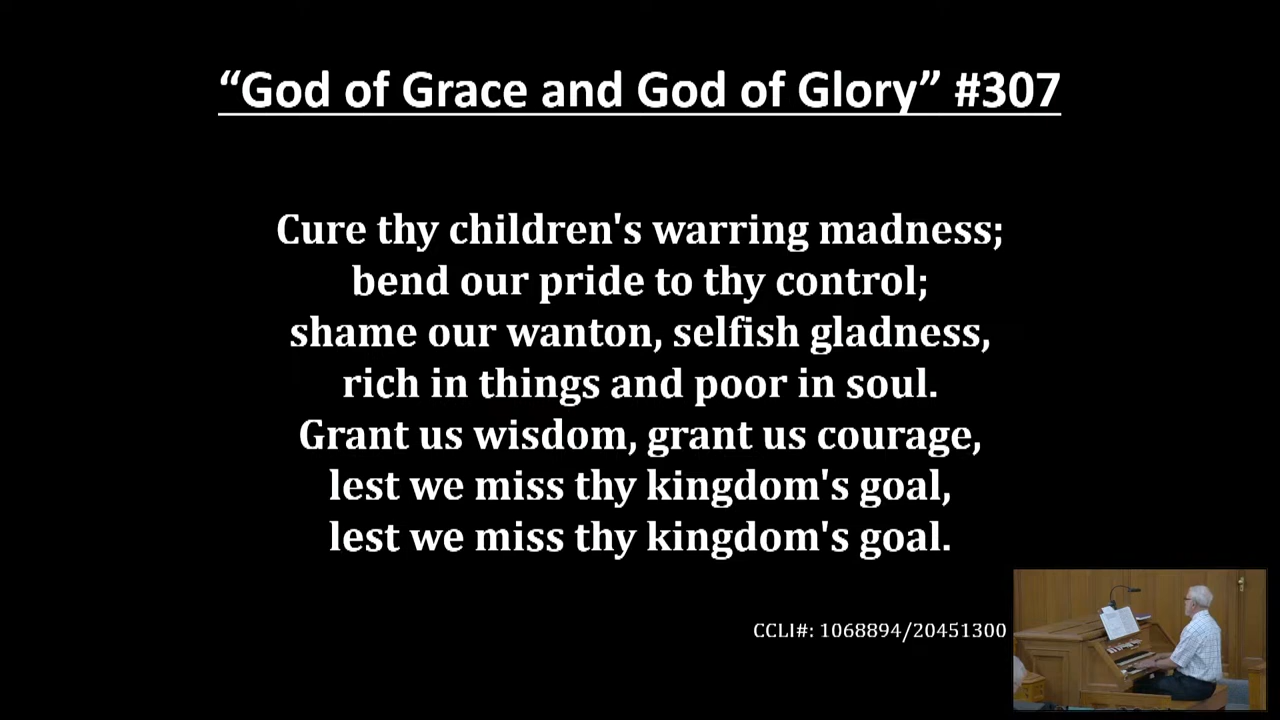 “God of Grace and God of Glory” #307
Cure thy children's warring madness;
bend our pride to thy control;
shame our wanton, selfish gladness,
rich in things and poor in soul.
Grant us wisdom, grant us courage,
lest we miss thy kingdom's goal,
lest we miss thy kingdom's goal.
CCLI#: 1068894/20451300